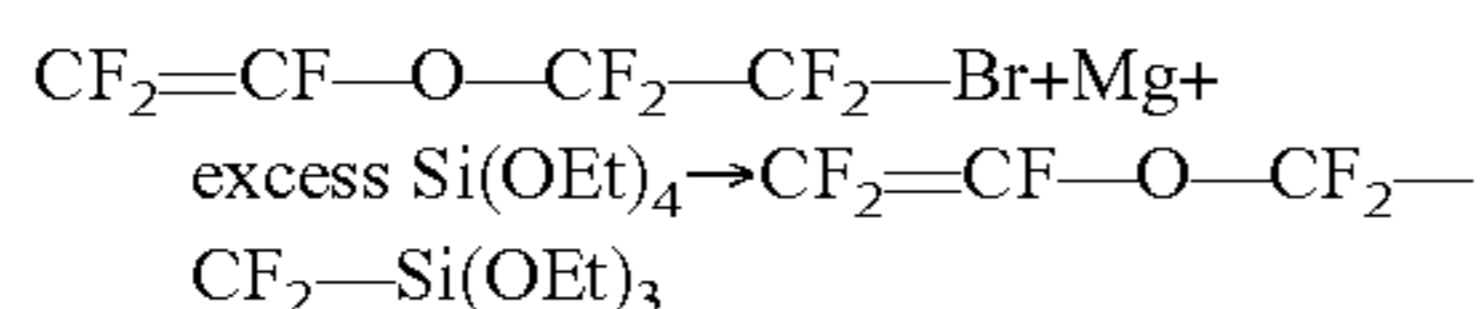 CF₂═CF—O—CF₂—CF₂—Br+Mg+
excess Si(OEt)₄→CF₂═CF—O—CF₂—
CF₂—Si(OEt)₃